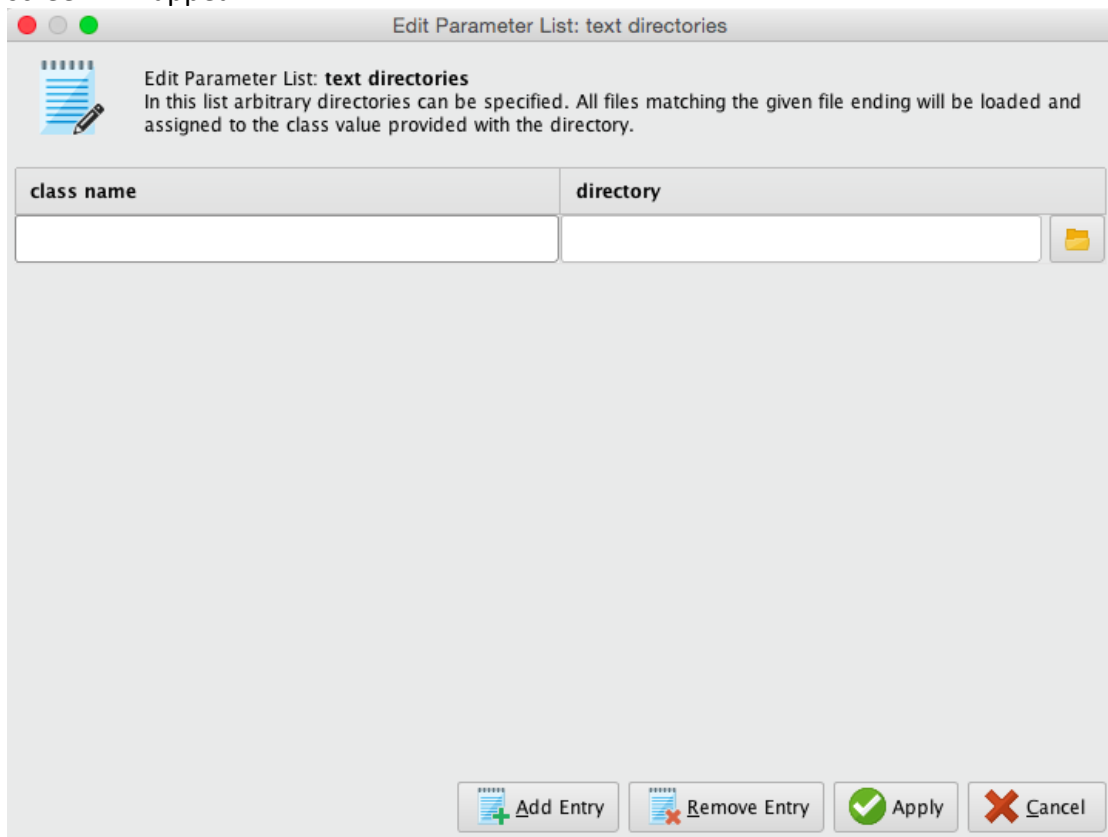 Edit Parameter List: text directories
Edit Parameter List: text directories
In this list arbitrary directories can be specified. All files matching the given file ending will be loaded and
assigned to the class value provided with the directory.
class name directory
Add Entry Remove Entry Apply Cancel